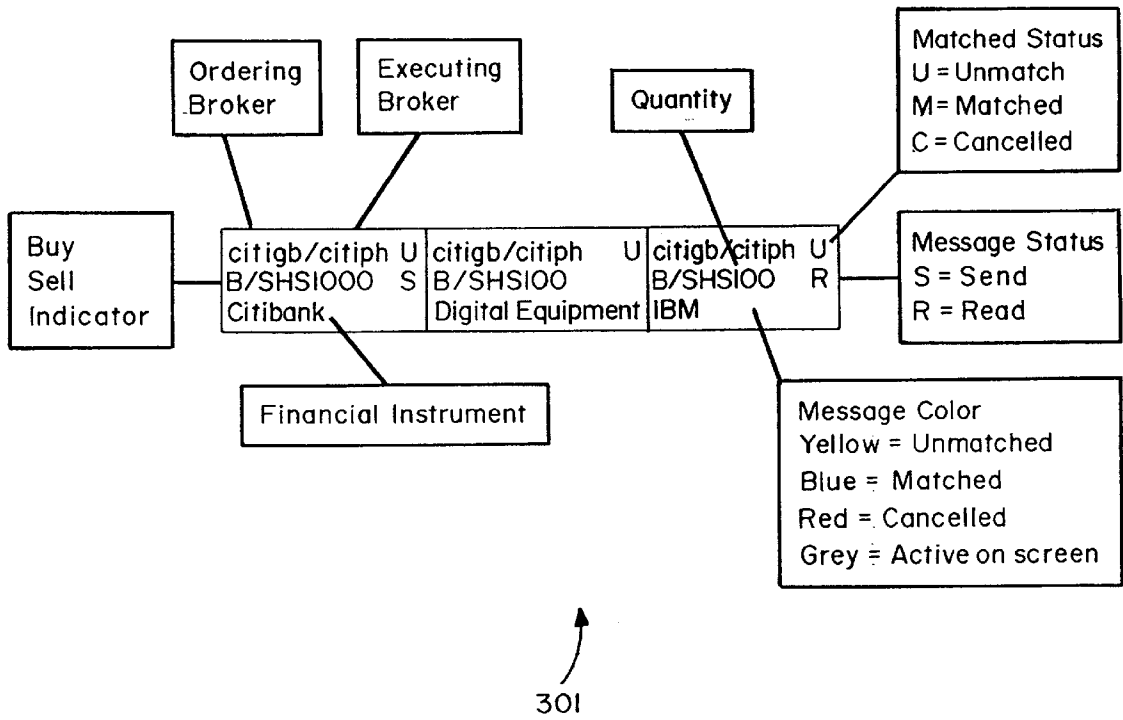 Ordering
Broker
Executing
Broker
Quantity
Matched Status
U = Unmatch
M = Matched
C = Cancelled
Buy
Sell
Indicator
citigb/citiph U
B/SHS1000 S
Citibank
citigb/citiph U
B/SHS100
Digital Equipment
citigb/citiph U
B/SHS100 R
IBM
Message Status
S = Send
R = Read
Financial Instrument
Message Color
Yellow = Unmatched
Blue = Matched
Red = Cancelled
Grey = Active on screen
301